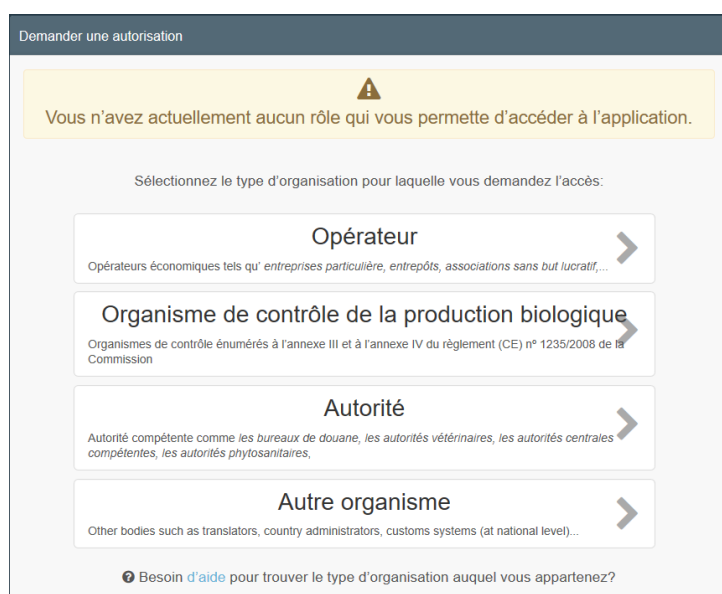 Demander une autorisation
Vous n’avez actuellement aucun rôle qui vous permette d’accéder à l’application.
Sélectionnez le type d’organisation pour laquelle vous demandez l’accès:
Opérateur
Opérateurs économiques tels qu’ entreprises particulière, entrepôts, associations sans but lucratif,...
Organisme de contrôle de la production biologique
Organismes de contrôle énumérés à l’annexe III et à l’annexe IV du règlement (CE) nº 1235/2008 de la
Commission
Autorité
Autorité compétente comme les bureaux de douane, les autorités vétérinaires, les autorités centrales
compétentes, les autorités phytosanitaires,
Autre organisme
Other bodies such as translators, country administrators, customs systems (at national level)...
Besoin d’aide pour trouver le type d’organisation auquel vous appartenez?